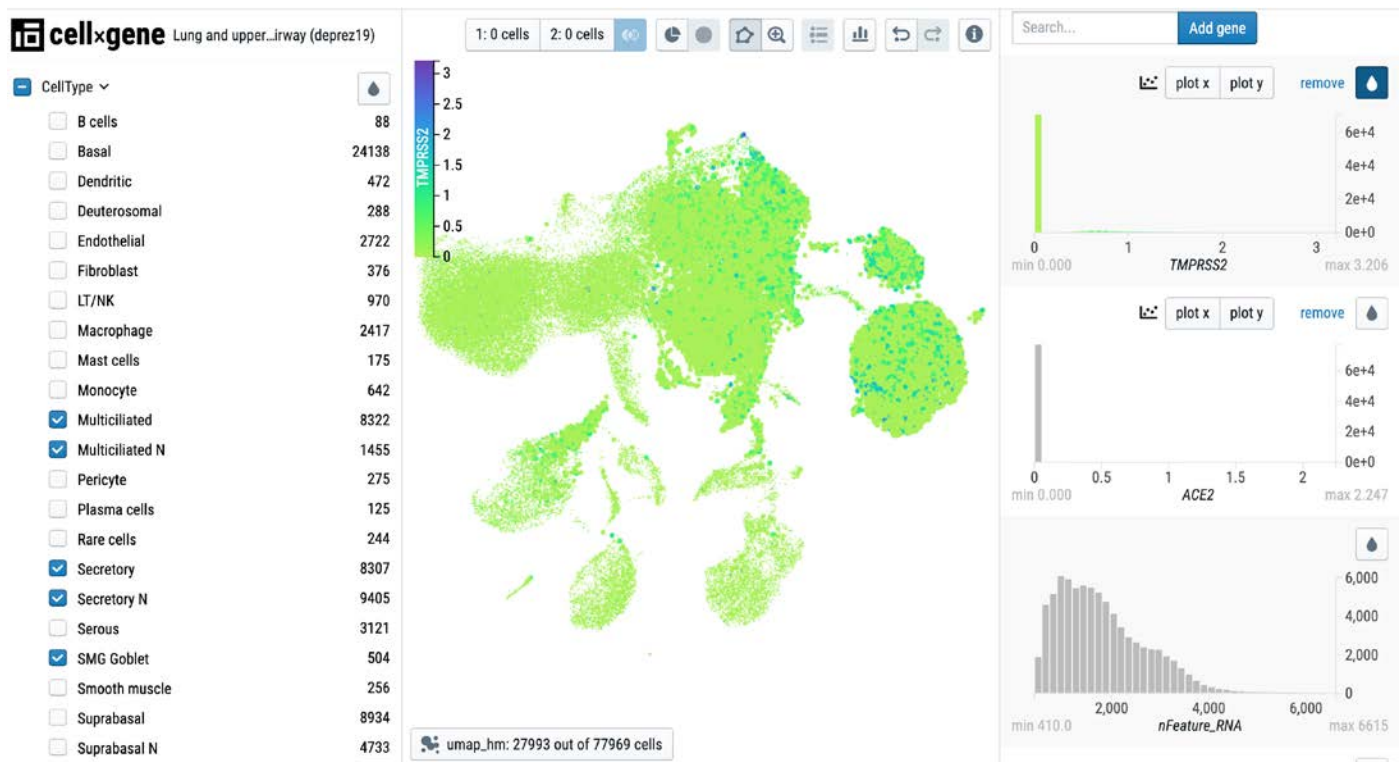 cellxgene Lung and upper...irway (deprez19)
CellType
B cells 88
Basal 24138
Dendritic 472
Deuterosomal 288
Endothelial 2722
Fibroblast 376
LT/NK 970
Macrophage 2417
Mast cells 175
Monocyte 642
Multiciliated 8322
Multiciliated N 1455
Pericyte 275
Plasma cells 125
Rare cells 244
Secretory 8307
Secretory N 9405
Serous 3121
SMG Goblet 504
Smooth muscle 256
Suprabasal 8934
Suprabasal N 4733
1: 0 cells 2: 0 cells
3
2.5
2
1.5
1
0.5
0
TMPRSS2
umap_hm: 27993 out of 77969 cells
Search... Add gene
plot x plot y remove
6e+4
4e+4
2e+4
0e+0
0 1 2 3
min 0.000 TMPRSS2 max 3.206
plot x plot y remove
6e+4
4e+4
2e+4
0e+0
0 0.5 1 1.5 2
min 0.000 ACE2 max 2.247
6,000
4,000
2,000
0
2,000 4,000 6,000
min 410.0 nFeature_RNA max 6615